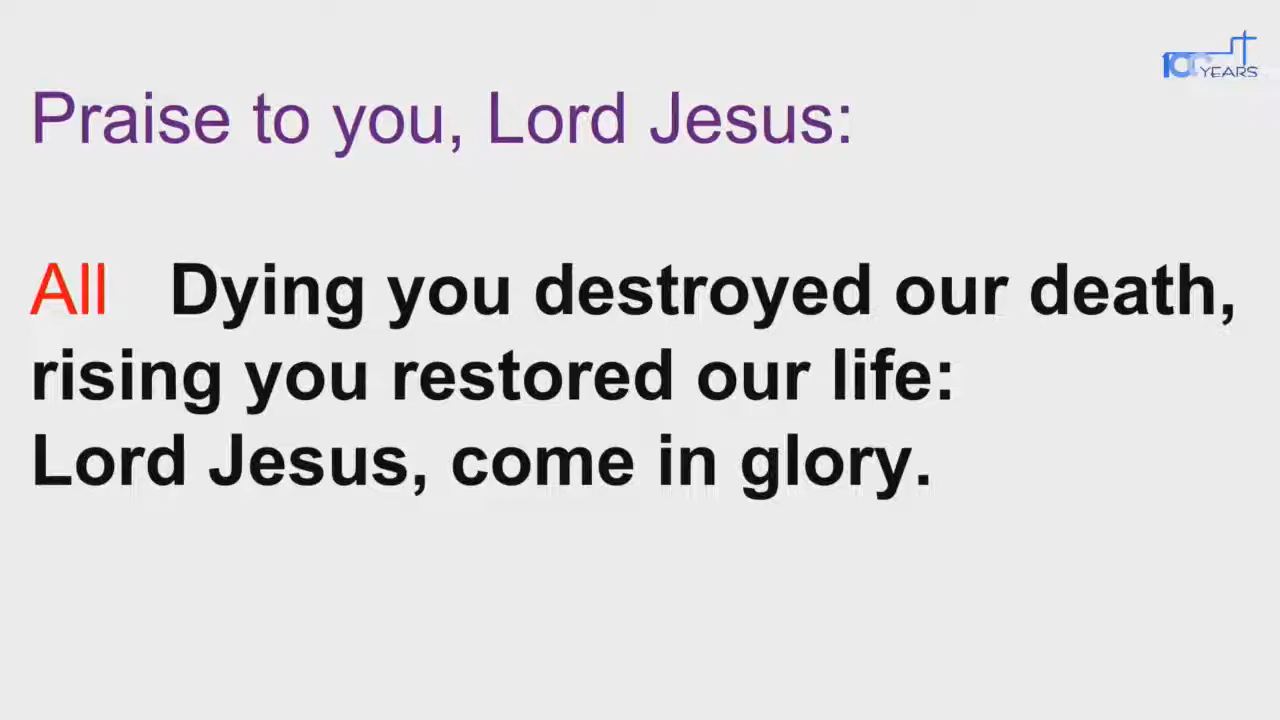 100 YEARS
Praise to you, Lord Jesus:
All Dying you destroyed our death,
rising you restored our life:
Lord Jesus, come in glory.